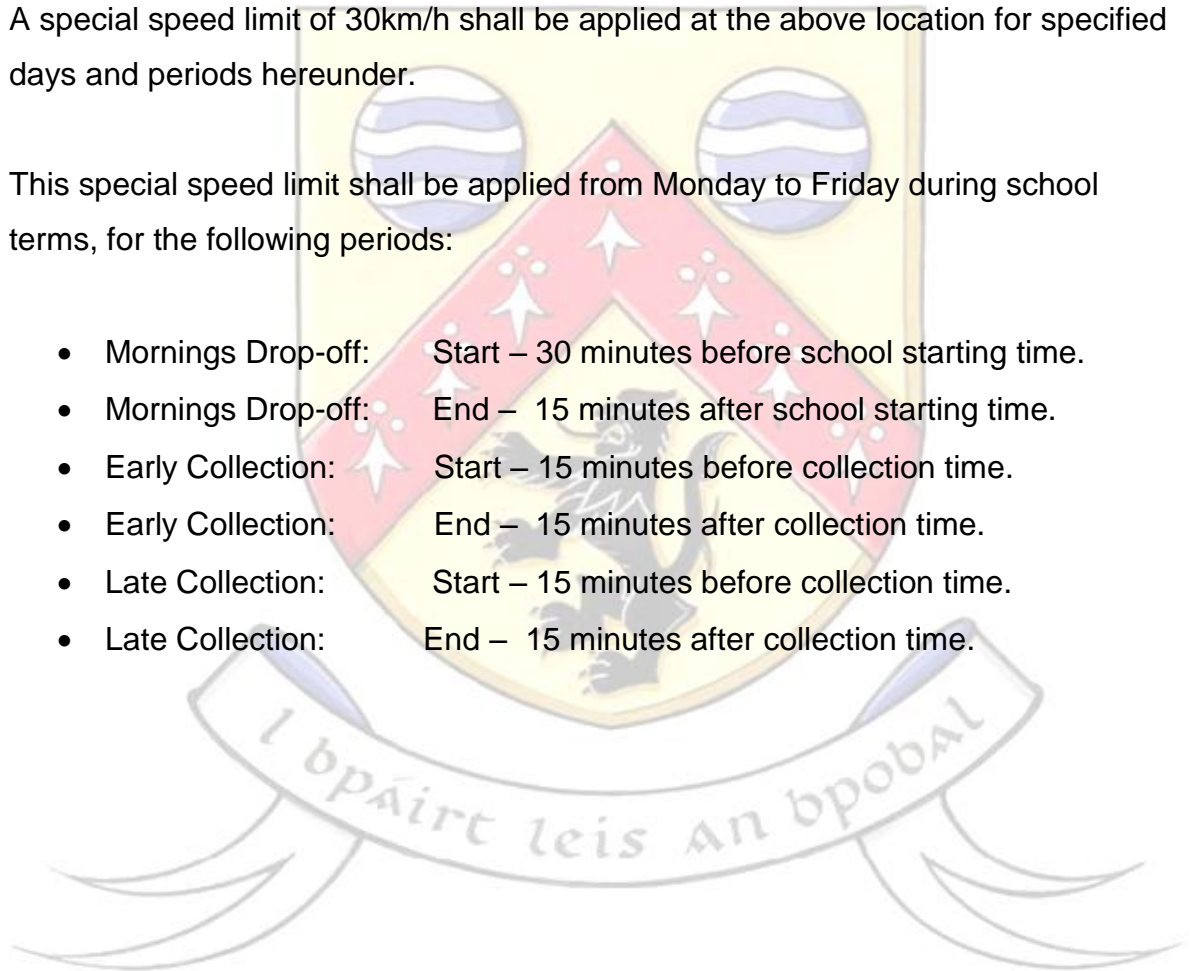 A special speed limit of 30km/h shall be applied at the above location for specified
days and periods hereunder.
This special speed limit shall be applied from Monday to Friday during school
terms, for the following periods:
• Mornings Drop-off: Start – 30 minutes before school starting time.
• Mornings Drop-off: End – 15 minutes after school starting time.
• Early Collection: Start – 15 minutes before collection time.
• Early Collection: End – 15 minutes after collection time.
• Late Collection: Start – 15 minutes before collection time.
• Late Collection: End – 15 minutes after collection time.
I bpáirt leis an bpobal